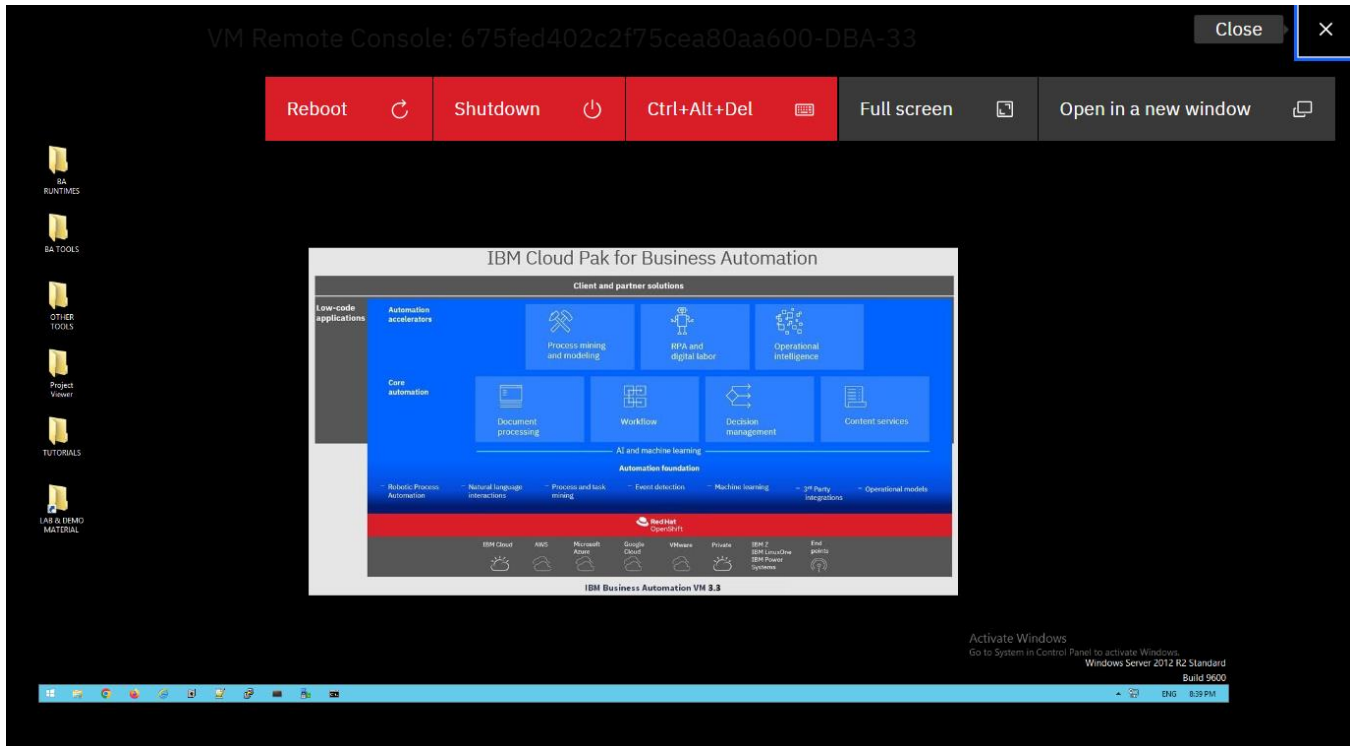 VM Remote Console: 675fed402c2f75cea80aa600-DBA-33
Close
Reboot
Shutdown
Ctrl+Alt+Del
Full screen
Open in a new window
BA
RUNTIMES
BA TOOLS
OTHER
TOOLS
Project
Viewer
TUTORIALS
LAB & DEMO
MATERIAL
IBM Cloud Pak for Business Automation
Client and partner solutions
Low-code
applications
Automation
accelerators
Process mining
and modeling
RPA and
digital labor
Operational
intelligence
Core
automation
Document
processing
Workflow
Decision
management
Content services
AI and machine learning
Automation foundation
– Robotic Process
Automation
– Natural language
interactions
– Process and task
mining
– Event detection
– Machine learning
– 3rd Party
Integrations
– Operational models
Red Hat
OpenShift
IBM Cloud
AWS
Microsoft
Azure
Google
Cloud
VMware
Private
IBM Z
IBM LinuxOne
IBM Power
Systems
End
points
IBM Business Automation VM 3.3
Activate Windows
Go to System in Control Panel to activate Windows.
Windows Server 2012 R2 Standard
Build 9600
ENG 8:39 PM